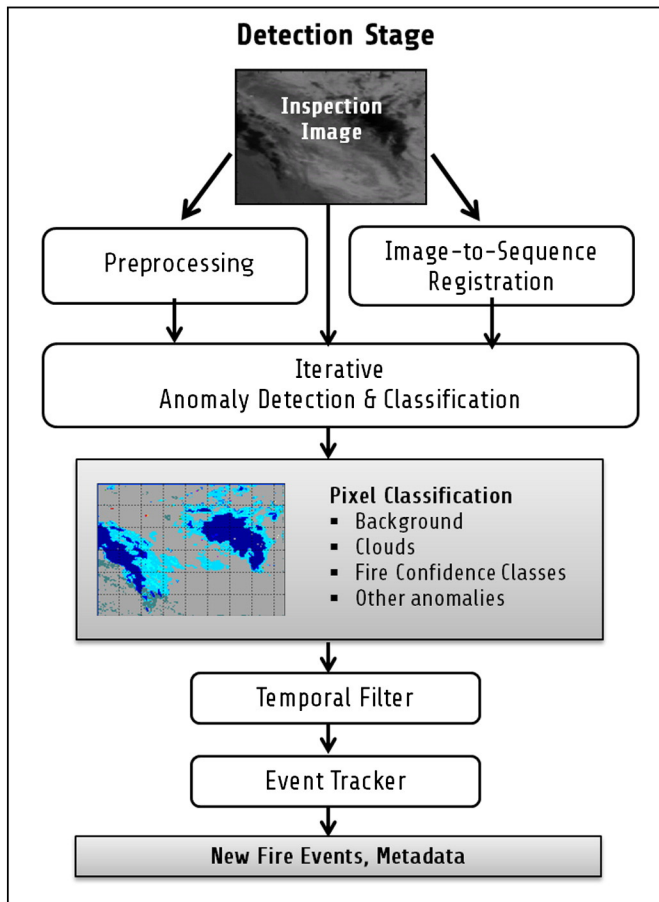 Detection Stage
Inspection
Image
Preprocessing
Image-to-Sequence
Registration
Iterative
Anomaly Detection & Classification
Pixel Classification
▪ Background
▪ Clouds
▪ Fire Confidence Classes
▪ Other anomalies
Temporal Filter
Event Tracker
New Fire Events, Metadata